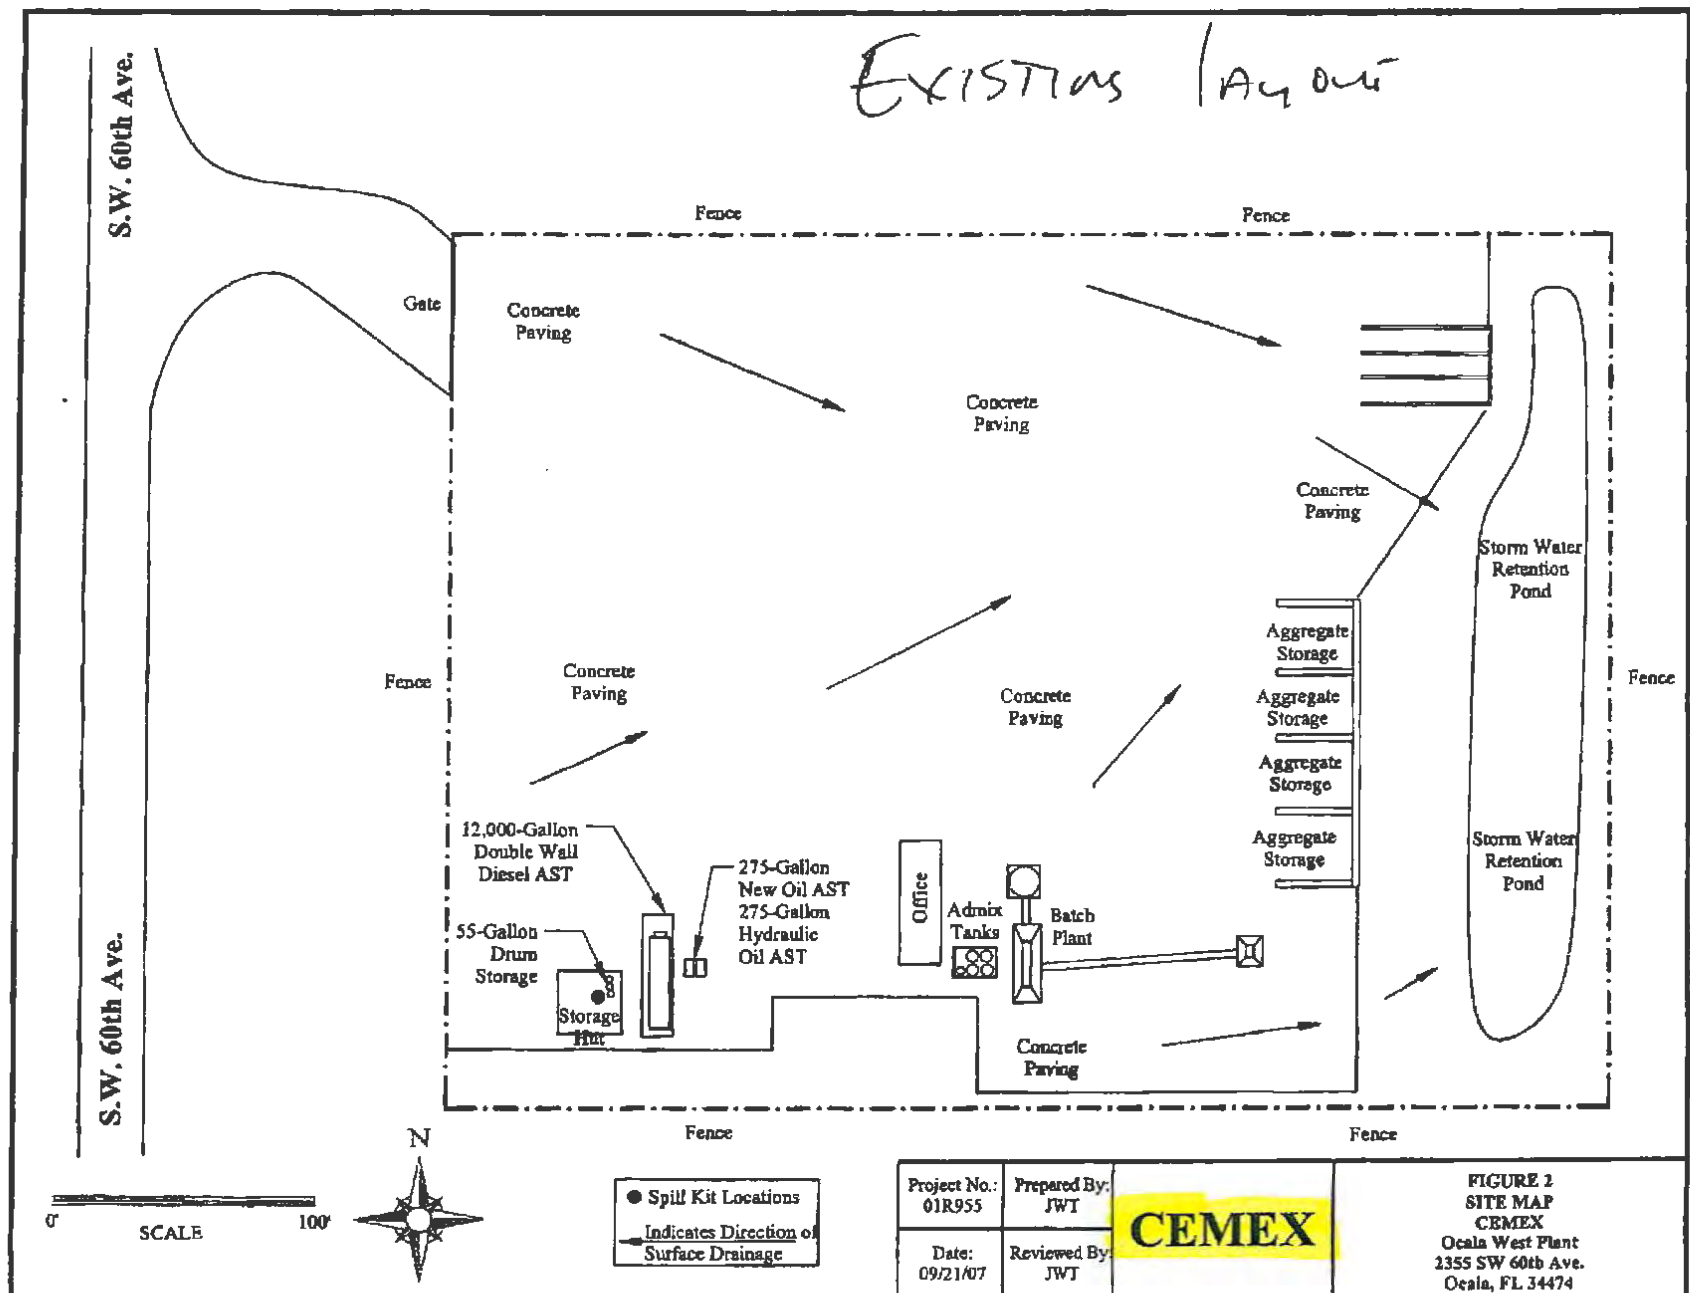 Existing layout
S.W. 60th Ave.
Fence
Fence
Gate
Concrete
Paving
Concrete
Paving
Concrete
Paving
Storm Water
Retention
Pond
Aggregate
Storage
Fence
Concrete
Paving
Concrete
Paving
Aggregate
Storage
Fence
Aggregate
Storage
12,000-Gallon
Double Wall
Diesel AST
275-Gallon
New Oil AST
275-Gallon
Hydraulic
Oil AST
Office
Admix
Tanks
Batch
Plant
Aggregate
Storage
Storm Water
Retention
Pond
55-Gallon
Drum
Storage
Storage
Hut
S.W. 60th Ave.
Concrete
Paving
Fence
Fence
N
0'
100'
SCALE
Spill Kit Locations
Indicates Direction of
Surface Drainage
Project No.:
01R955
Prepared By:
JWT
Date:
09/21/07
Reviewed By:
JWT
CEMEX
FIGURE 2
SITE MAP
CEMEX
Ocala West Plant
2355 SW 60th Ave.
Ocala, FL 34474